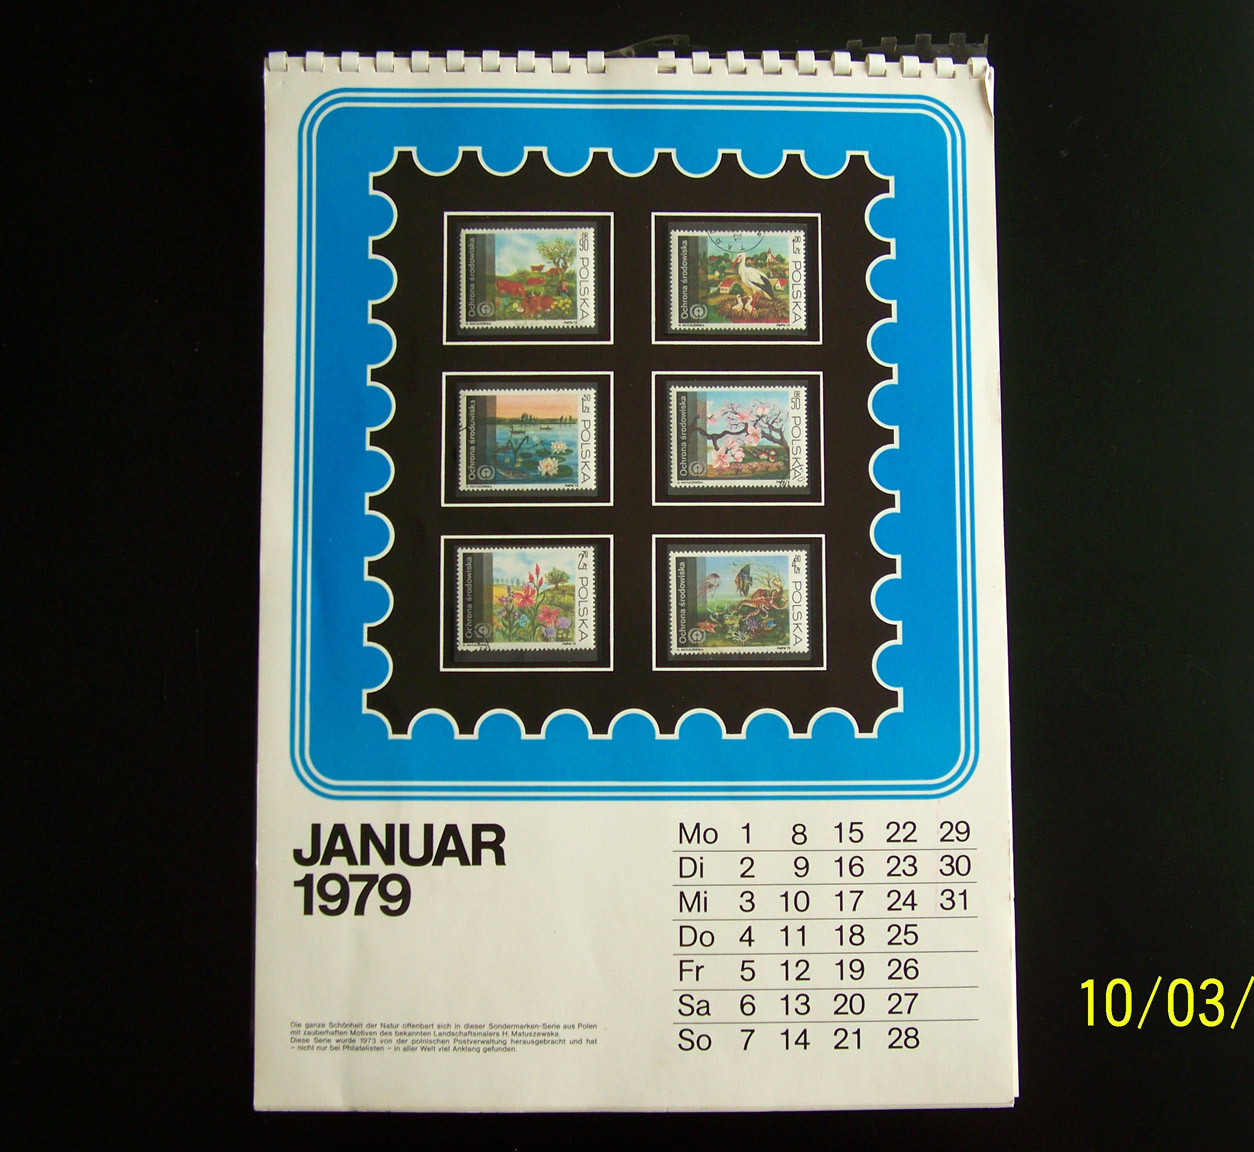 Ochrona środowiska
90
POLSKA
Ochrona środowiska
POLSKA
Ochrona środowiska
POLSKA
Ochrona środowiska
50
POLSKA
Ochrona środowiska
POLSKA
Ochrona środowiska
POLSKA
JANUAR
1979
Mo 1 8 15 22 29
Di 2 9 16 23 30
Mi 3 10 17 24 31
Do 4 11 18 25
Fr 5 12 19 26
Sa 6 13 20 27
So 7 14 21 28
Die ganze Schönheit der Natur offenbart sich in dieser Sondermarken-Serie aus Polen
mit zauberhaften Motiven des bekannten Landschaftsmalers H. Matuszewska.
Diese Serie wurde 1973 von der polnischen Postverwaltung herausgebracht und hat
– nicht nur bei Philatelisten – in aller Welt viel Anklang gefunden.
10/03/